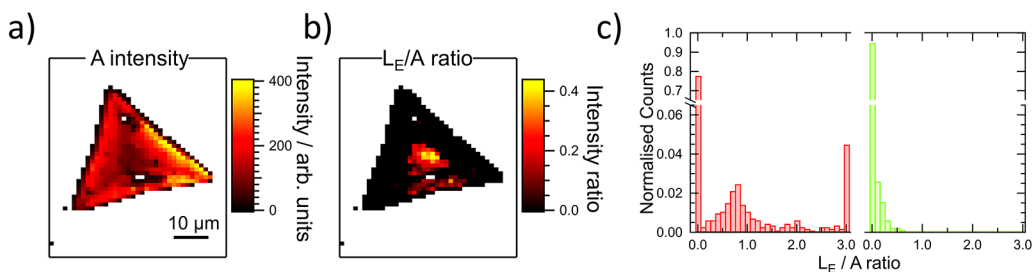 a)
A intensity
400
200
0
Intensity / arb. units
10 µm
b)
L_E/A ratio
0.4
0.2
0.0
Intensity ratio
c)
Normalised Counts
1.0
0.9
0.8
0.7
0.06
0.04
0.02
0.00
0.0 1.0 2.0 3.0 0.0 1.0 2.0 3.0
L_E / A ratio